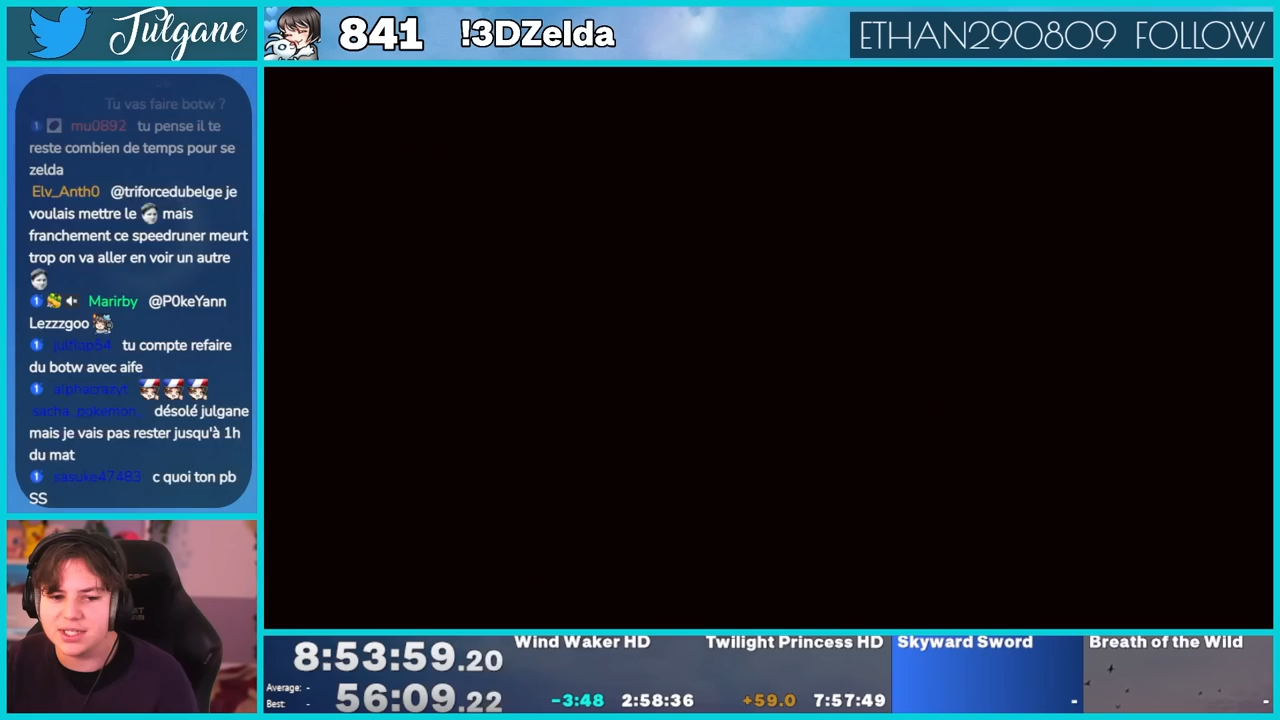 Julgane
841
!3DZelda
ETHAN290809 FOLLOW
Tu vas faire botw ?
mu0892 tu pense il te
reste combien de temps pour se
zelda
Elv_Anth0 @triforcedubelge je
voulais mettre le mais
franchement ce speedruner meurt
trop on va aller en voir un autre
Marirby @P0keYann
Lezzzgoo
julflop54 tu compte refaire
du botw avec aife
alphacrazyt
sacha_pokemon_ désolé julgane
mais je vais pas rester jusqu'à 1h
du mat
sasuke47483 c quoi ton pb
SS
8:53:59.20
Average: -
Best: -
56:09.22
Wind Waker HD
-3:48 2:58:36
Twilight Princess HD
+59.0 7:57:49
Skyward Sword
-
Breath of the Wild
-